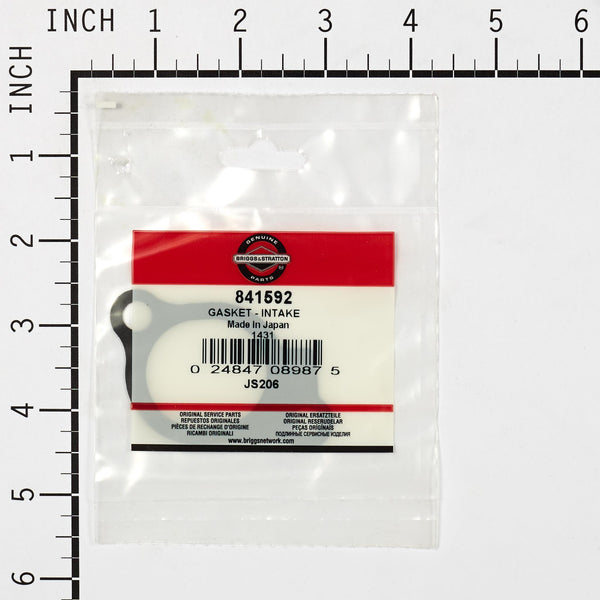 INCH 1 2 3 4 5 6
INCH
1
2
3
4
5
6
GENUINE
BRIGGS&STRATTON
PARTS
841592
GASKET - INTAKE
Made In Japan
1431
0 24847 08987 5
JS206
ORIGINAL SERVICE PARTS
REPUESTOS ORIGINALES
PIÈCES DE RECHANGE D'ORIGINE
RICAMBI ORIGINALI
ORIGINAL ERSATZTEILE
ORIGINAL RESERUDELAR
PEÇAS ORIGINAIS
ПОДЛИННЫЕ СЕРВИСНЫЕ ИЗДЕЛИЯ
www.briggsnetwork.com